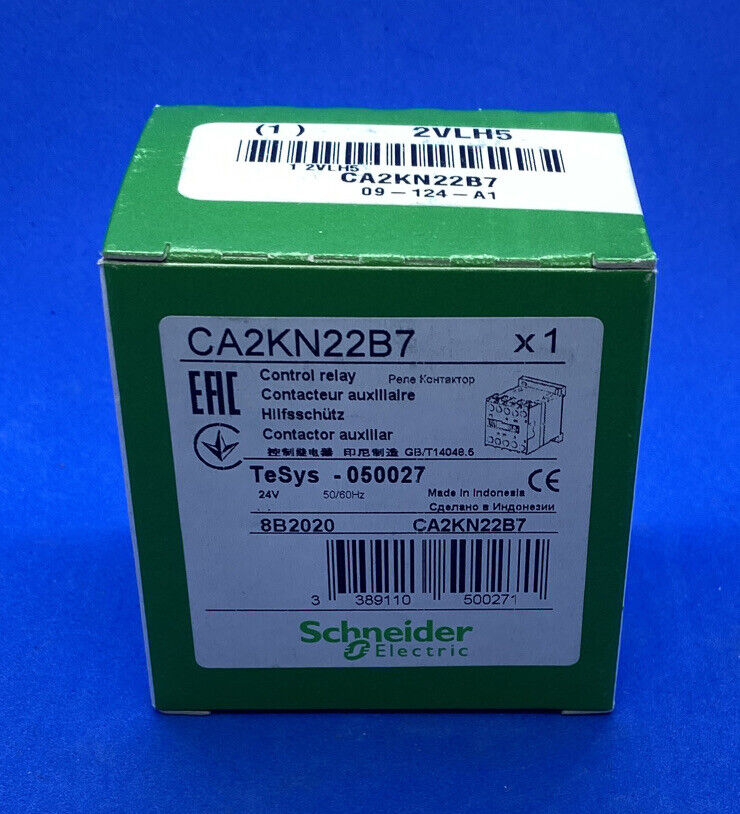 (1) 2VLH5
1 2VLH5
CA2KN22B7
09-124-A1
CA2KN22B7 x1
EAC
Control relay Реле Контактор
Contacteur auxiliaire
Hilfsschütz
Contactor auxiliar
控制继电器 印尼制造 GB/T14048.5
TeSys - 050027 CE
24V 50/60Hz Made in Indonesia
Сделано в Индонезии
8B2020 CA2KN22B7
3 389110 500271
Schneider
Electric